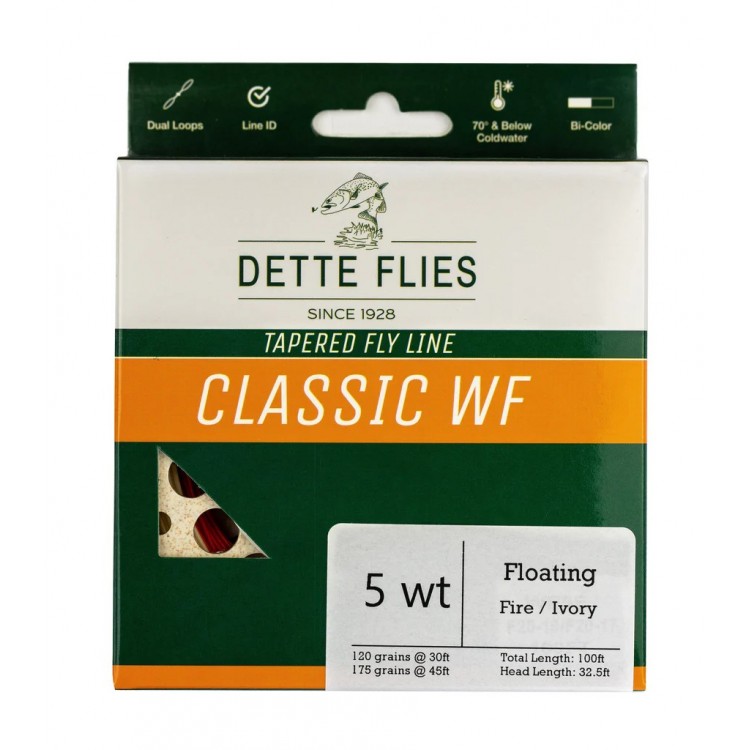 Dual Loops
Line ID
70° & Below
Coldwater
Bi-Color
DETTE FLIES
SINCE 1928
TAPERED FLY LINE
CLASSIC WF
5 wt
Floating
Fire / Ivory
120 grains @ 30ft
175 grains @ 45ft
Total Length: 100ft
Head Length: 32.5ft